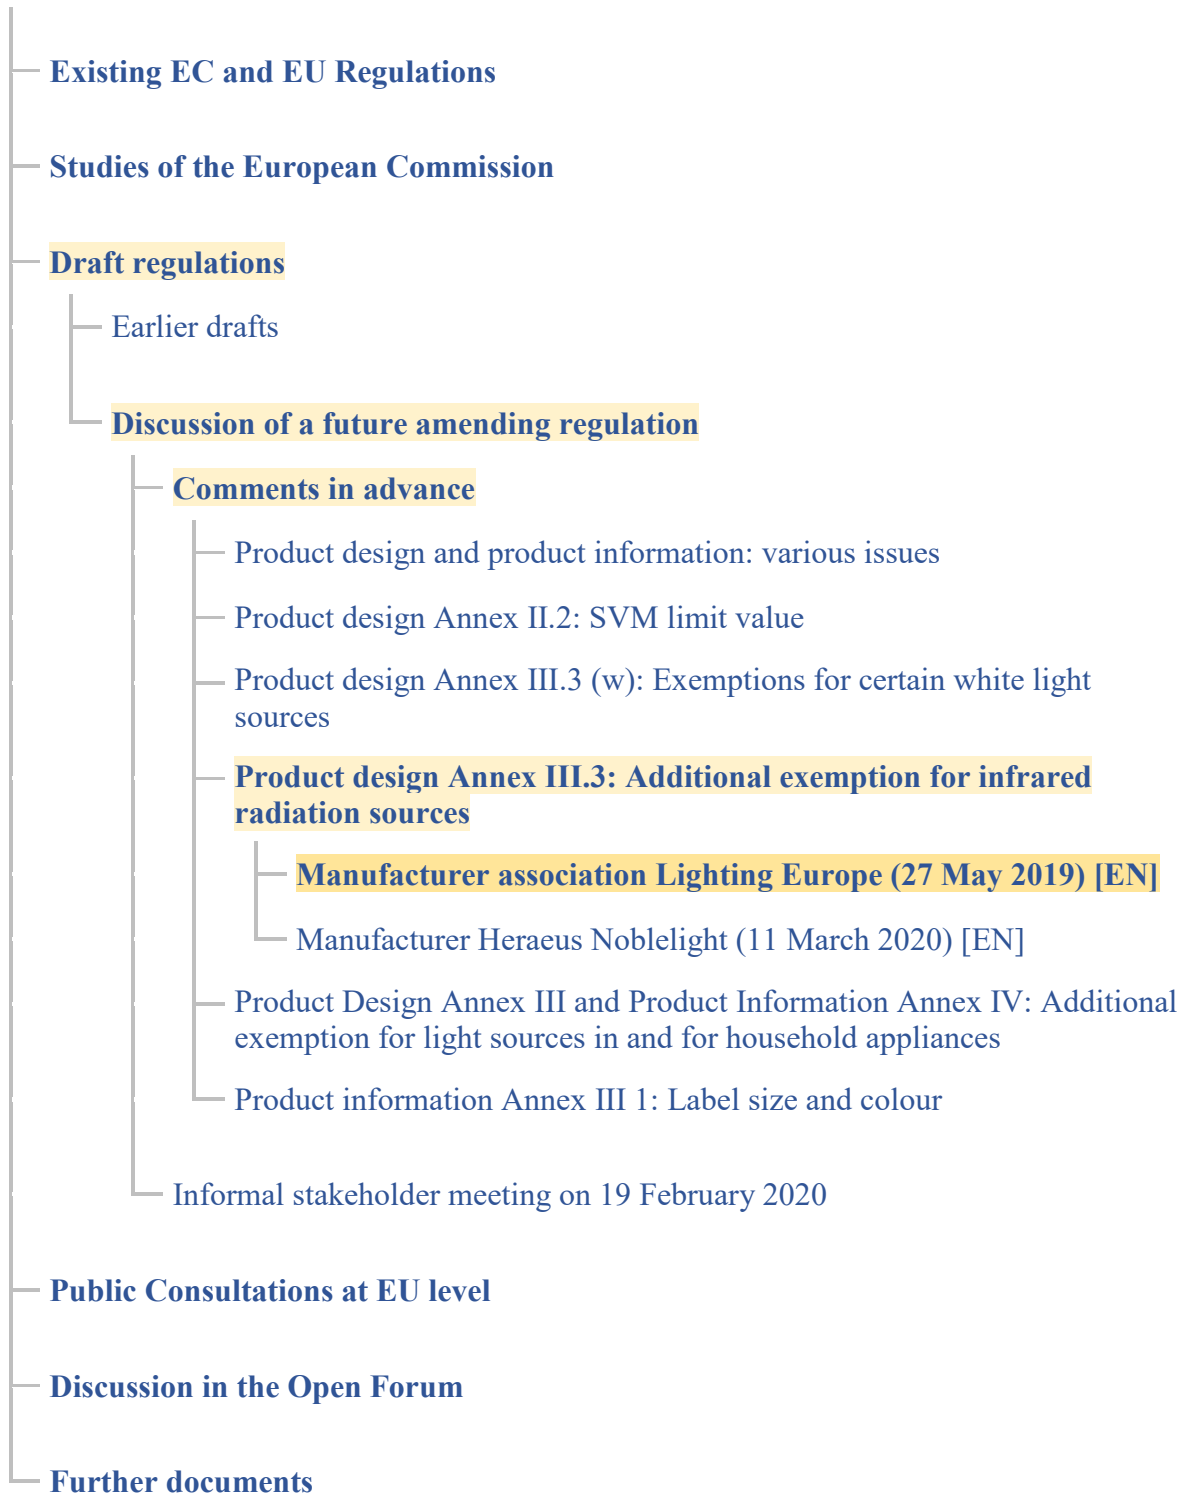 Existing EC and EU Regulations
Studies of the European Commission
Draft regulations
Earlier drafts
Discussion of a future amending regulation
Comments in advance
Product design and product information: various issues
Product design Annex II.2: SVM limit value
Product design Annex III.3 (w): Exemptions for certain white light
sources
Product design Annex III.3: Additional exemption for infrared
radiation sources
Manufacturer association Lighting Europe (27 May 2019) [EN]
Manufacturer Heraeus Noblelight (11 March 2020) [EN]
Product Design Annex III and Product Information Annex IV: Additional
exemption for light sources in and for household appliances
Product information Annex III 1: Label size and colour
Informal stakeholder meeting on 19 February 2020
Public Consultations at EU level
Discussion in the Open Forum
Further documents